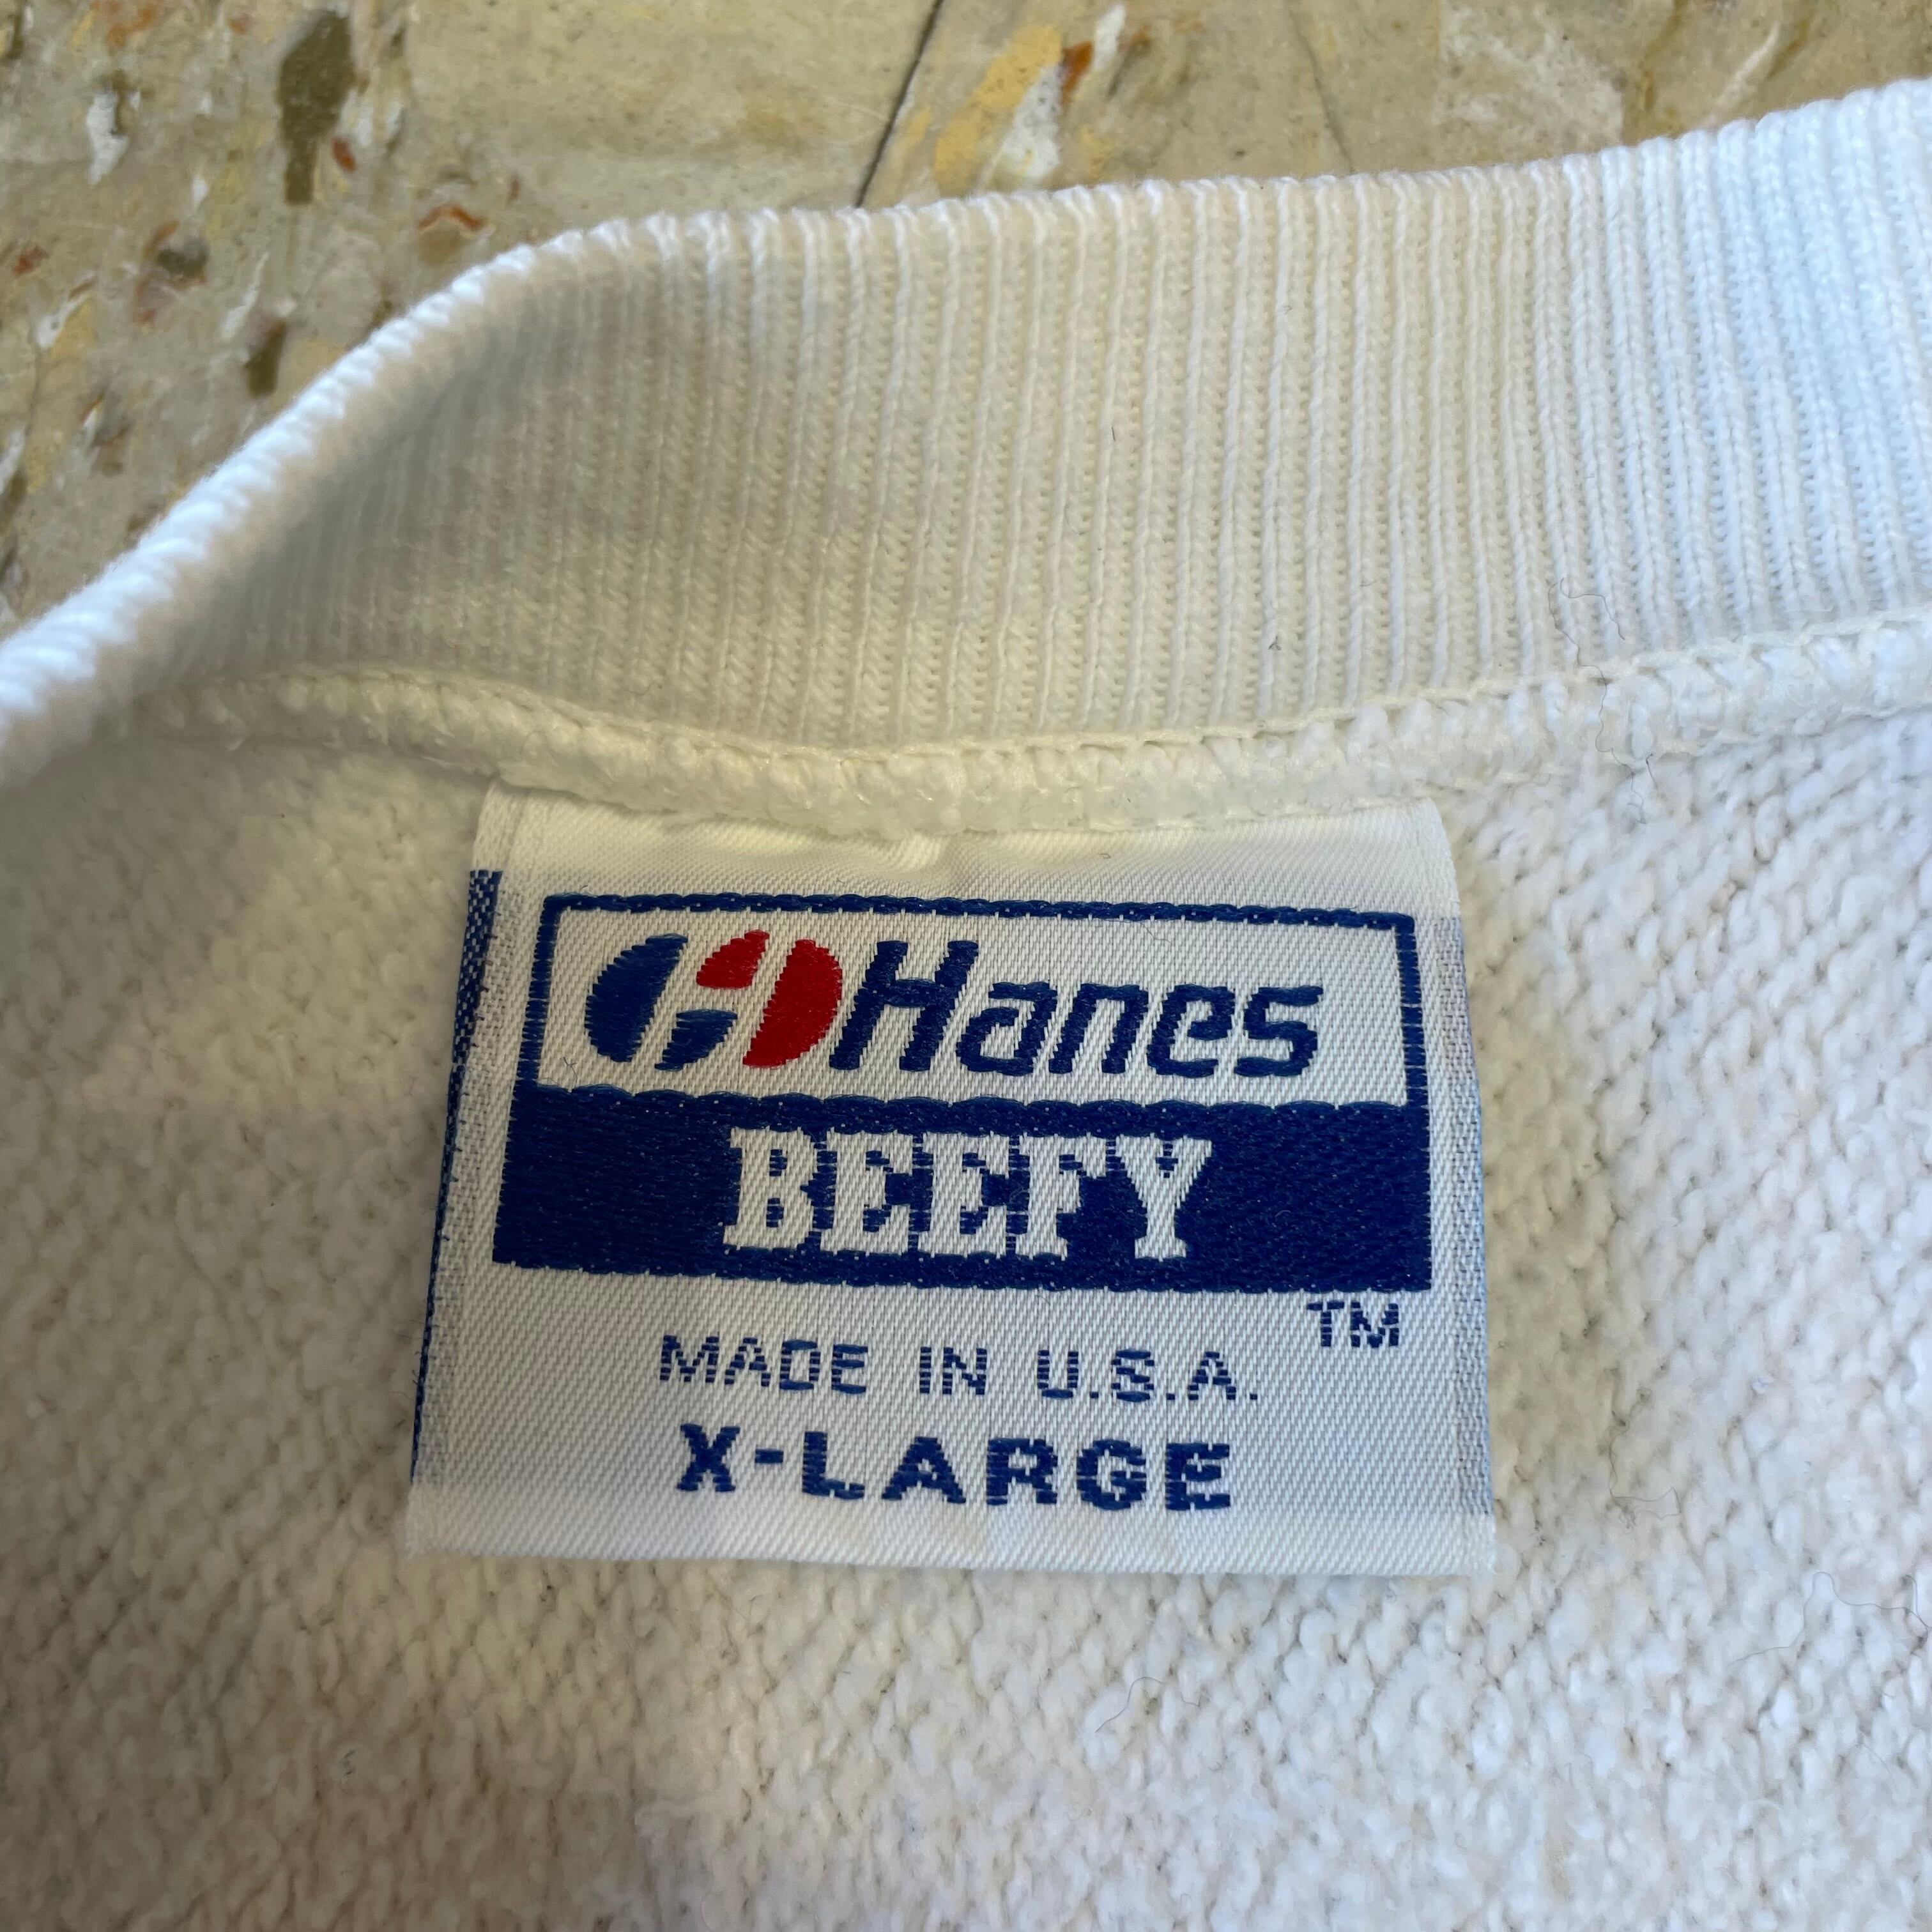 Hanes
BEEFY
TM
MADE IN U.S.A.
X-LARGE